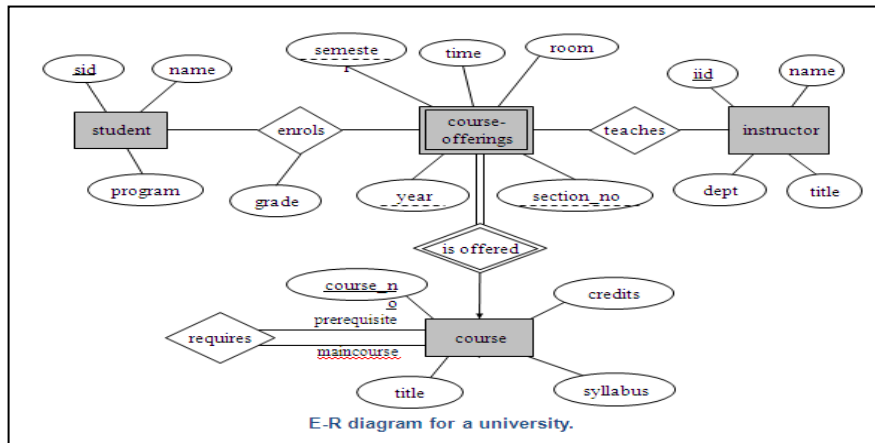 semeste
r
time
room
sid
name
iid
name
student
enrols
course-
offerings
teaches
instructor
program
grade
year
section_no
dept
title
is offered
course_n
o
credits
prerequisite
requires
maincourse
course
title
syllabus
E-R diagram for a university.